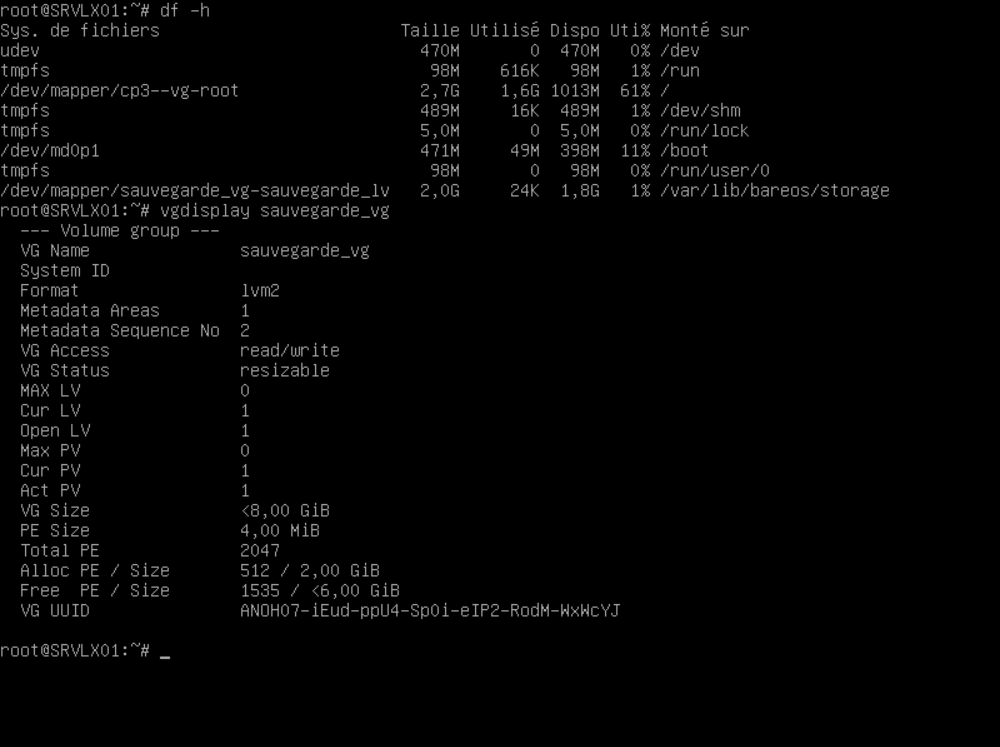 root@SRVLX01:~# df -h
Sys. de fichiers Taille Utilisé Dispo Uti% Monté sur
udev 470M 0 470M 0% /dev
tmpfs 98M 616K 98M 1% /run
/dev/mapper/cp3--vg-root 2,7G 1,6G 1013M 61% /
tmpfs 489M 16K 489M 1% /dev/shm
tmpfs 5,0M 0 5,0M 0% /run/lock
/dev/md0p1 471M 49M 398M 11% /boot
tmpfs 98M 0 98M 0% /run/user/0
/dev/mapper/sauvegarde_vg-sauvegarde_lv 2,0G 24K 1,8G 1% /var/lib/bareos/storage
root@SRVLX01:~# vgdisplay sauvegarde_vg
--- Volume group ---
VG Name sauvegarde_vg
System ID
Format lvm2
Metadata Areas 1
Metadata Sequence No 2
VG Access read/write
VG Status resizable
MAX LV 0
Cur LV 1
Open LV 1
Max PV 0
Cur PV 1
Act PV 1
VG Size <8,00 GiB
PE Size 4,00 MiB
Total PE 2047
Alloc PE / Size 512 / 2,00 GiB
Free PE / Size 1535 / <6,00 GiB
VG UUID ANOHO7-iEud-ppU4-Sp0i-eIP2-RodM-WxWcYJ
root@SRVLX01:~# _